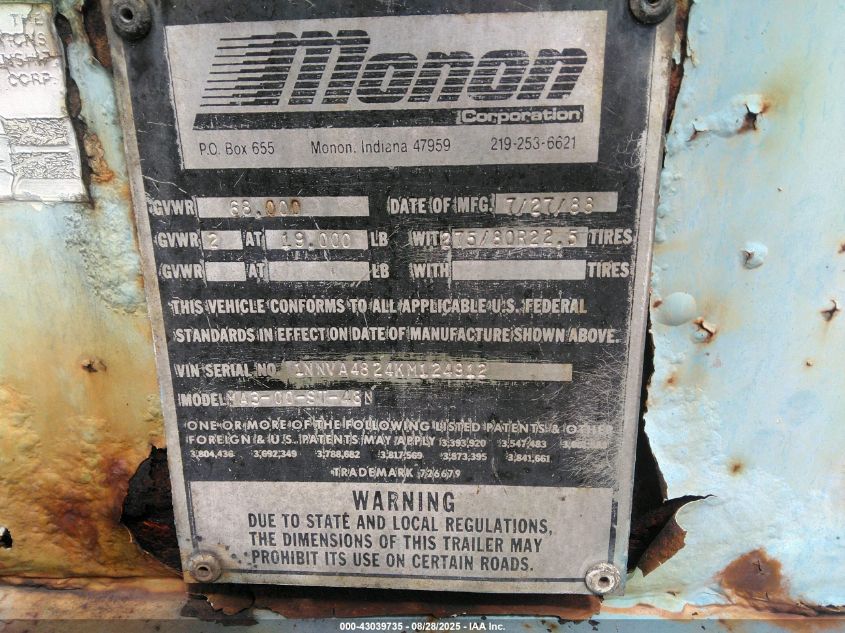 TPE
CORP
Monon
Corporation
P.O. Box 655 Monon, Indiana 47959 219-253-6621
GVWR 68,000 DATE OF MFG. 7/27/88
GVWR 2 AT 19,000 LB WIT 275/80R22.5 TIRES
GVWR AT LB WITH TIRES
THIS VEHICLE CONFORMS TO ALL APPLICABLE U.S. FEDERAL
STANDARDS IN EFFECT ON DATE OF MANUFACTURE SHOWN ABOVE.
VIN SERIAL NO 1NNVA4824KM124912
MODEL
ONE OR MORE OF THE FOLLOWING LISTED PATENTS & OTHER
FOREIGN & U.S. PATENTS MAY APPLY 3,393,920 3,547,483
3,804,436 3,692,349 3,788,682 3,817,569 3,873,395 3,841,661
TRADEMARK 726679
WARNING
DUE TO STATE AND LOCAL REGULATIONS,
THE DIMENSIONS OF THIS TRAILER MAY
PROHIBIT ITS USE ON CERTAIN ROADS.
000-43039735 - 08/28/2025 - IAA Inc.